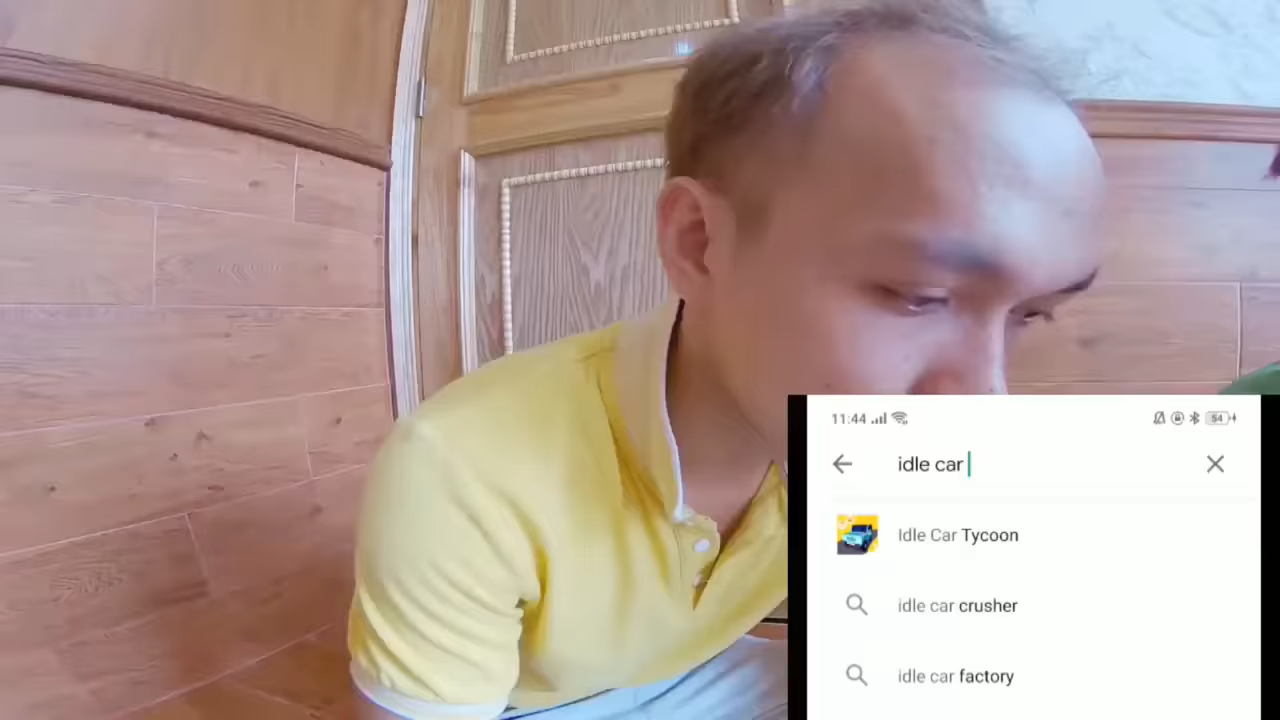 11:44
54
idle car
Idle Car Tycoon
idle car crusher
idle car factory